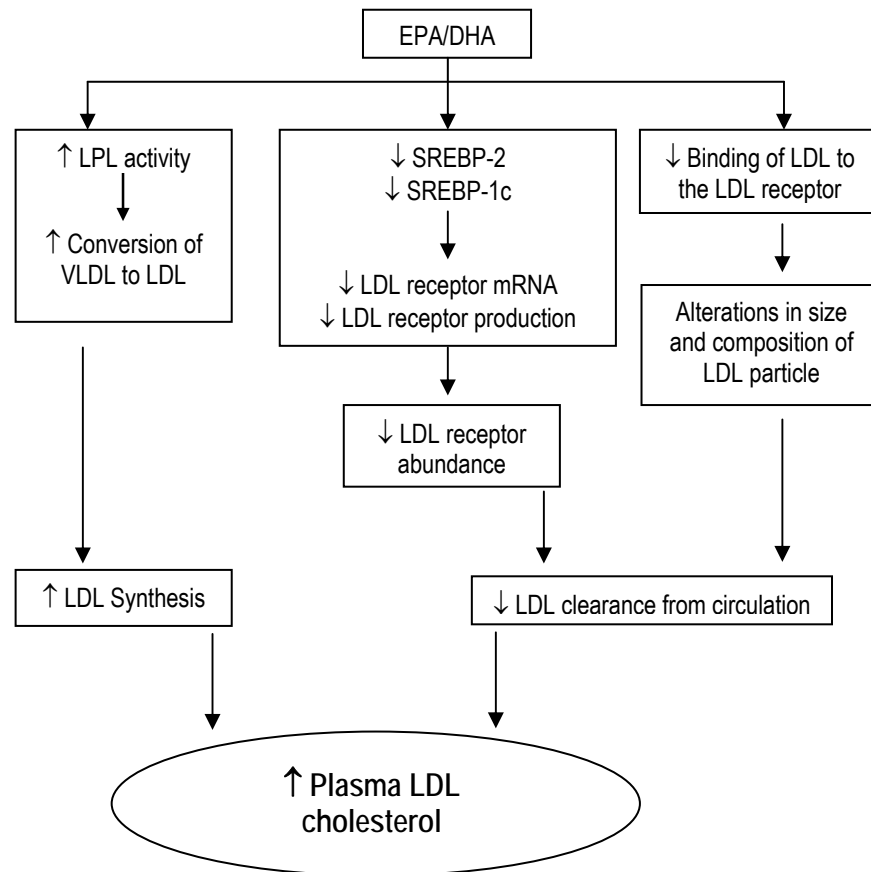 EPA/DHA
↑ LPL activity
↑ Conversion of
VLDL to LDL
↓ SREBP-2
↓ SREBP-1c
↓ LDL receptor mRNA
↓ LDL receptor production
↓ Binding of LDL to
the LDL receptor
Alterations in size
and composition of
LDL particle
↓ LDL receptor
abundance
↑ LDL Synthesis
↓ LDL clearance from circulation
↑ Plasma LDL
cholesterol